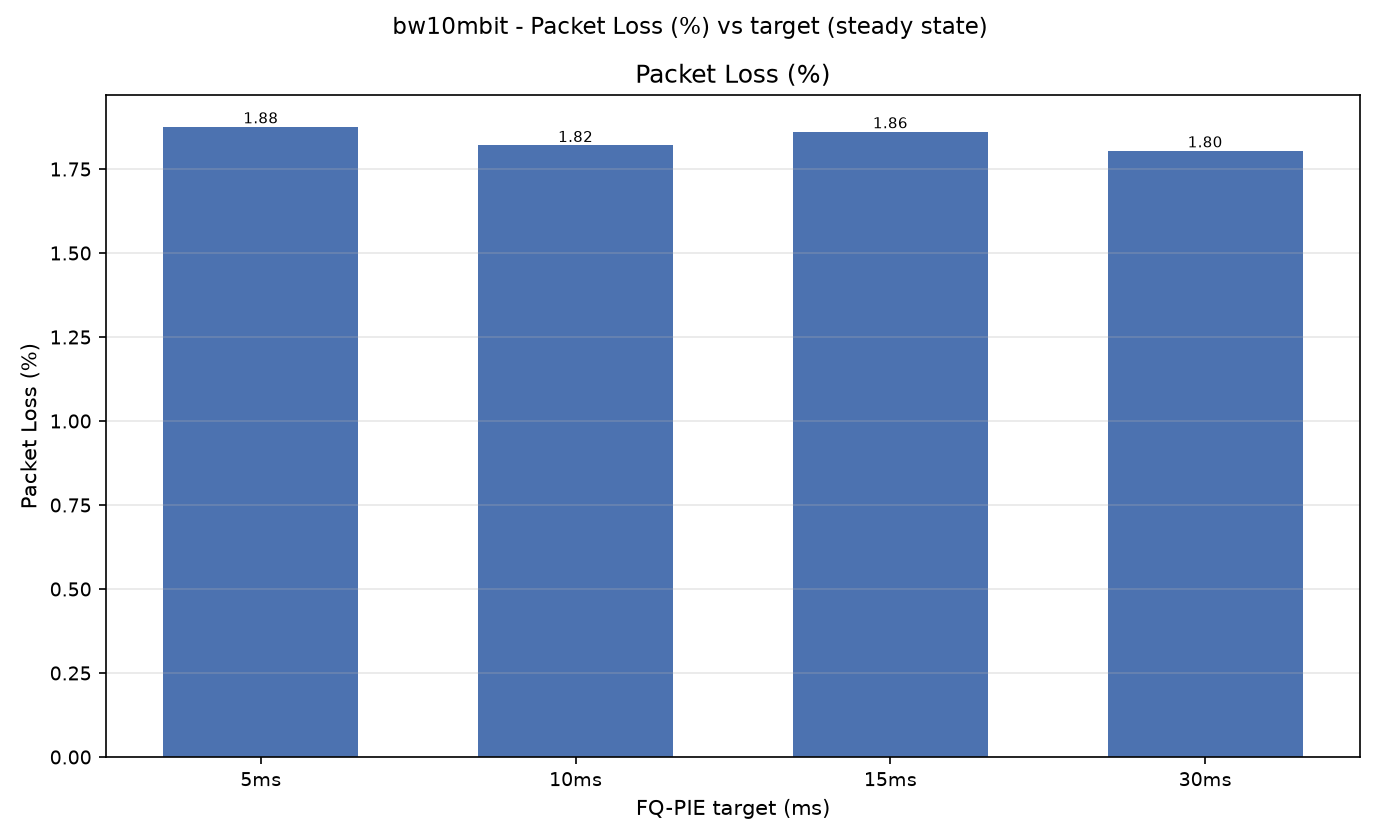 bw10mbit - Packet Loss (%) vs target (steady state)
Packet Loss (%)
1.88
1.82
1.86
1.80
1.75
1.50
1.25
1.00
0.75
0.50
0.25
0.00
Packet Loss (%)
5ms
10ms
15ms
30ms
FQ-PIE target (ms)